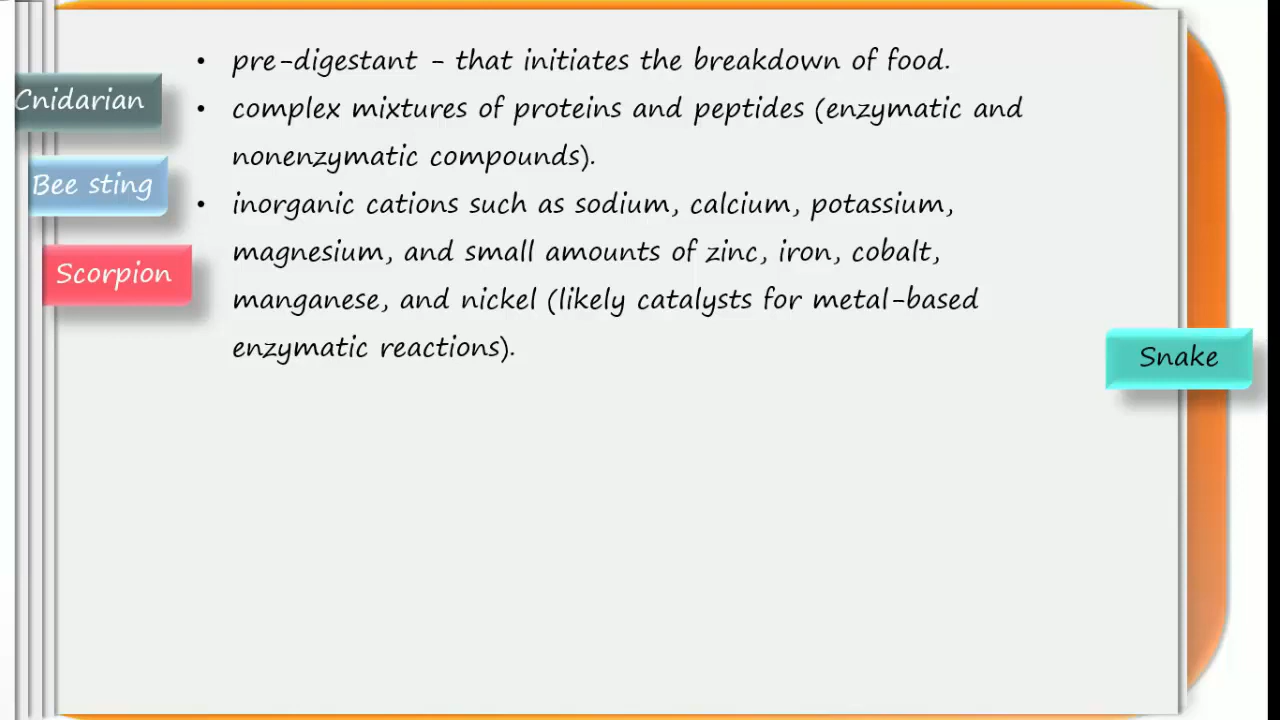 • pre-digestant - that initiates the breakdown of food.
• complex mixtures of proteins and peptides (enzymatic and
nonenzymatic compounds).
• inorganic cations such as sodium, calcium, potassium,
magnesium, and small amounts of zinc, iron, cobalt,
manganese, and nickel (likely catalysts for metal-based
enzymatic reactions).
Cnidarian
Bee sting
Scorpion
Snake